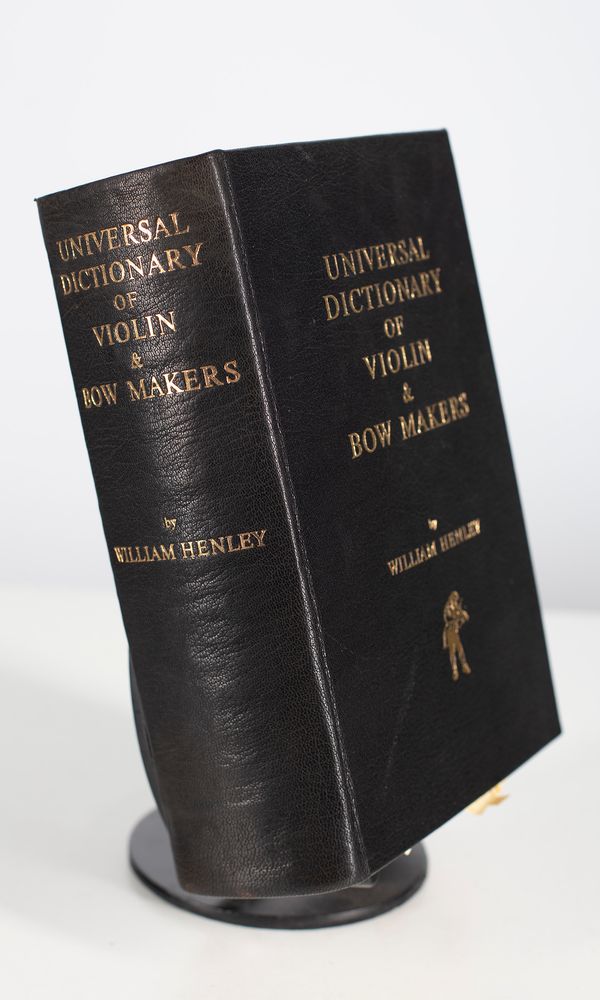 UNIVERSAL
DICTIONARY
OF
VIOLIN
&
BOW MAKERS
by
WILLIAM HENLEY
UNIVERSAL
DICTIONARY
OF
VIOLIN
&
BOW MAKERS
by
WILLIAM HENLEY